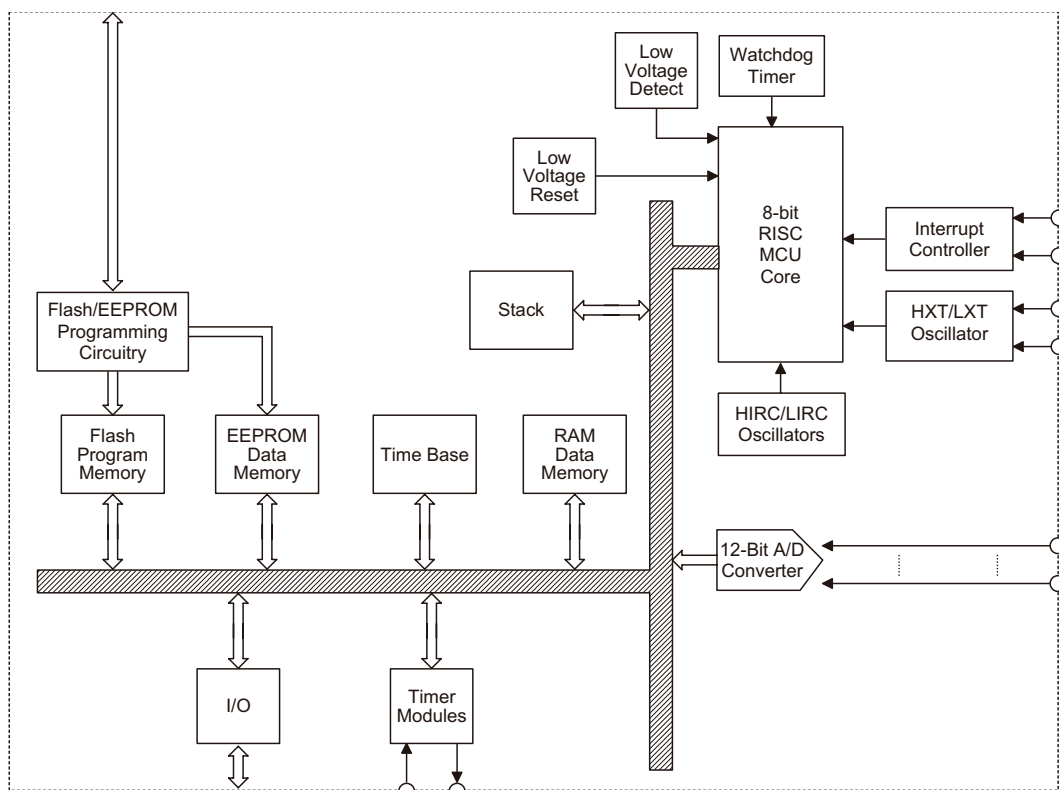 Low
Voltage
Detect
Watchdog
Timer
Low
Voltage
Reset
8-bit
RISC
MCU
Core
Interrupt
Controller
Stack
HXT/LXT
Oscillator
Flash/EEPROM
Programming
Circuitry
HIRC/LIRC
Oscillators
Flash
Program
Memory
EEPROM
Data
Memory
Time Base
RAM
Data
Memory
12-Bit A/D
Converter
I/O
Timer
Modules